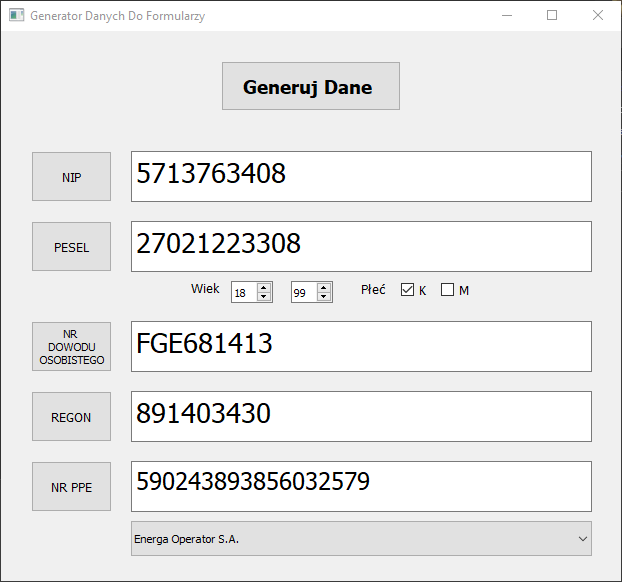 Generator Danych Do Formularzy
Generuj Dane
NIP
5713763408
PESEL
27021223308
Wiek 18 99 Płeć K M
NR
DOWODU
OSOBISTEGO
FGE681413
REGON
891403430
NR PPE
590243893856032579
Energa Operator S.A.